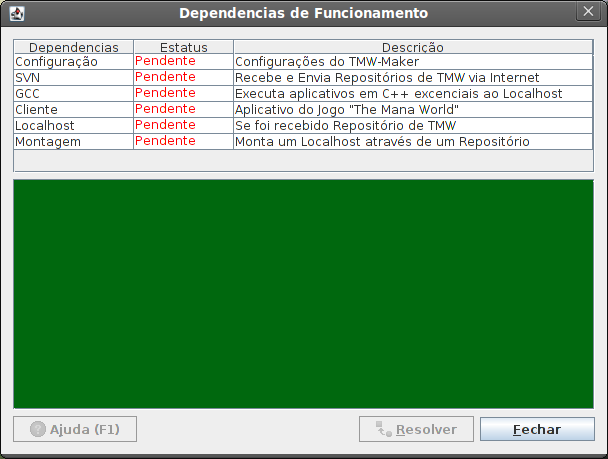 Dependencias de Funcionamento
Dependencias Estatus Descrição
Configuração Pendente Configurações do TMW-Maker
SVN Pendente Recebe e Envia Repositórios de TMW via Internet
GCC Pendente Executa aplicativos em C++ excenciais ao Localhost
Cliente Pendente Aplicativo do Jogo "The Mana World"
Localhost Pendente Se foi recebido Repositório de TMW
Montagem Pendente Monta um Localhost através de um Repositório
Ajuda (F1) Resolver Fechar